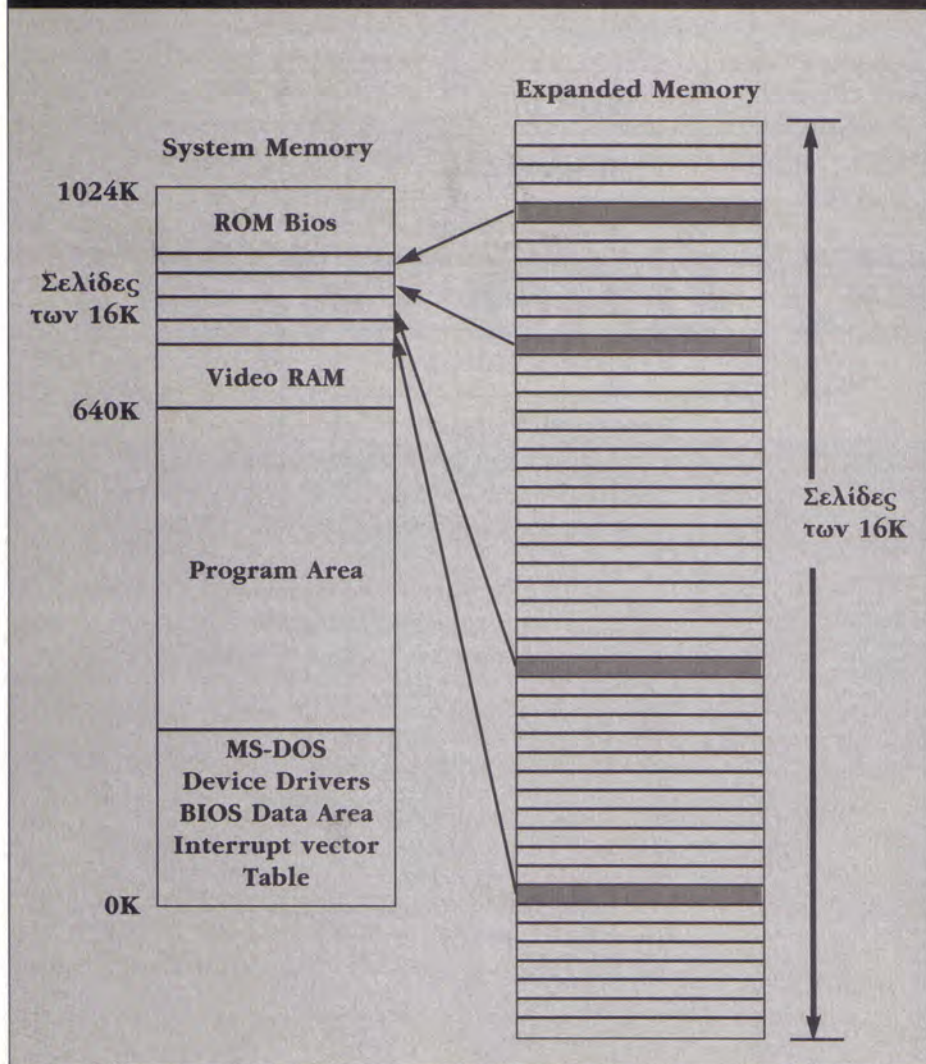 Expanded Memory
System Memory
1024K
ROM Bios
Σελίδες
των 16K
Video RAM
640K
Program Area
MS-DOS
Device Drivers
BIOS Data Area
Interrupt vector
Table
0K
Σελίδες
των 16K